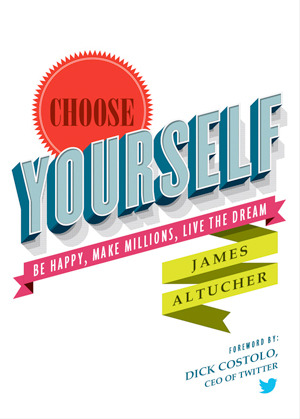 CHOOSE
YOURSELF
BE HAPPY, MAKE MILLIONS, LIVE THE DREAM
JAMES
ALTUCHER
FOREWORD BY:
DICK COSTOLO,
CEO OF TWITTER